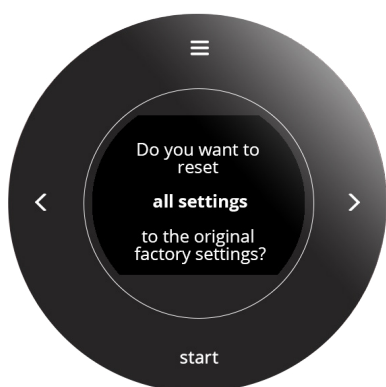 Do you want to
reset
all settings
to the original
factory settings?
start